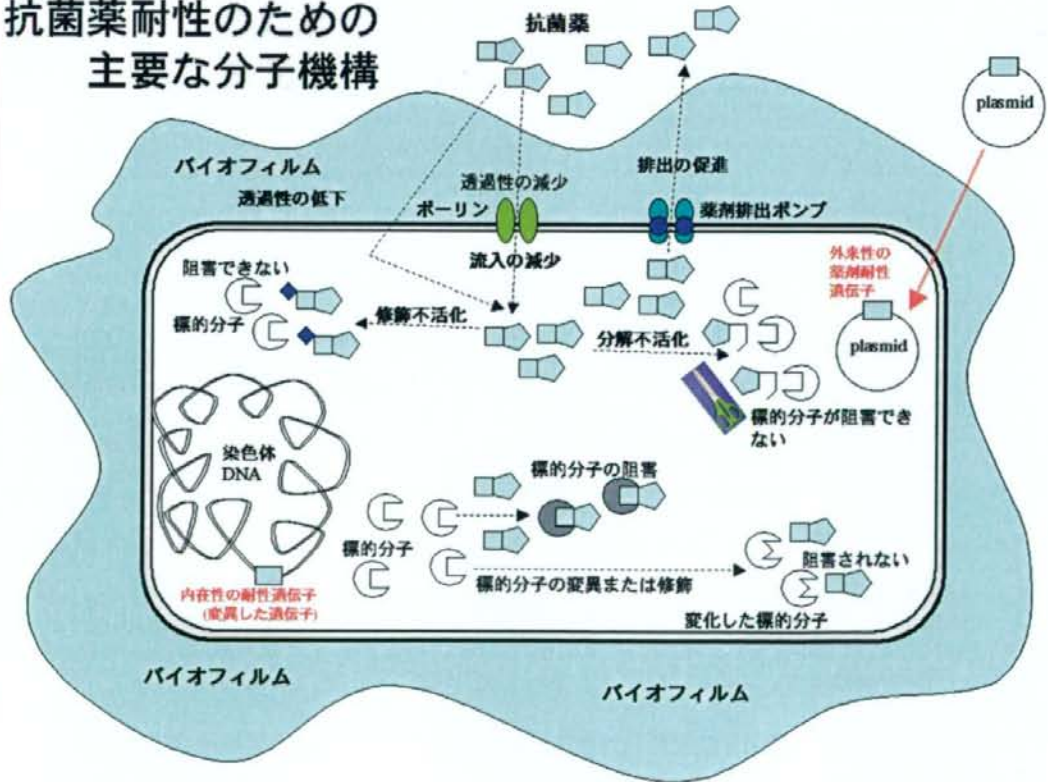 抗菌薬耐性のための
主要な分子機構
抗菌薬
plasmid
バイオフィルム
透過性の低下
透過性の減少
ポーリン
排出の促進
薬剤排出ポンプ
流入の減少
外来性の
薬剤耐性
遺伝子
plasmid
阻害できない
標的分子
修飾不活化
分解不活化
標的分子が阻害でき
ない
染色体
DNA
標的分子の阻害
標的分子
標的分子の変異または修飾
阻害されない
変化した標的分子
内在性の耐性遺伝子
(変異した遺伝子)
バイオフィルム
バイオフィルム